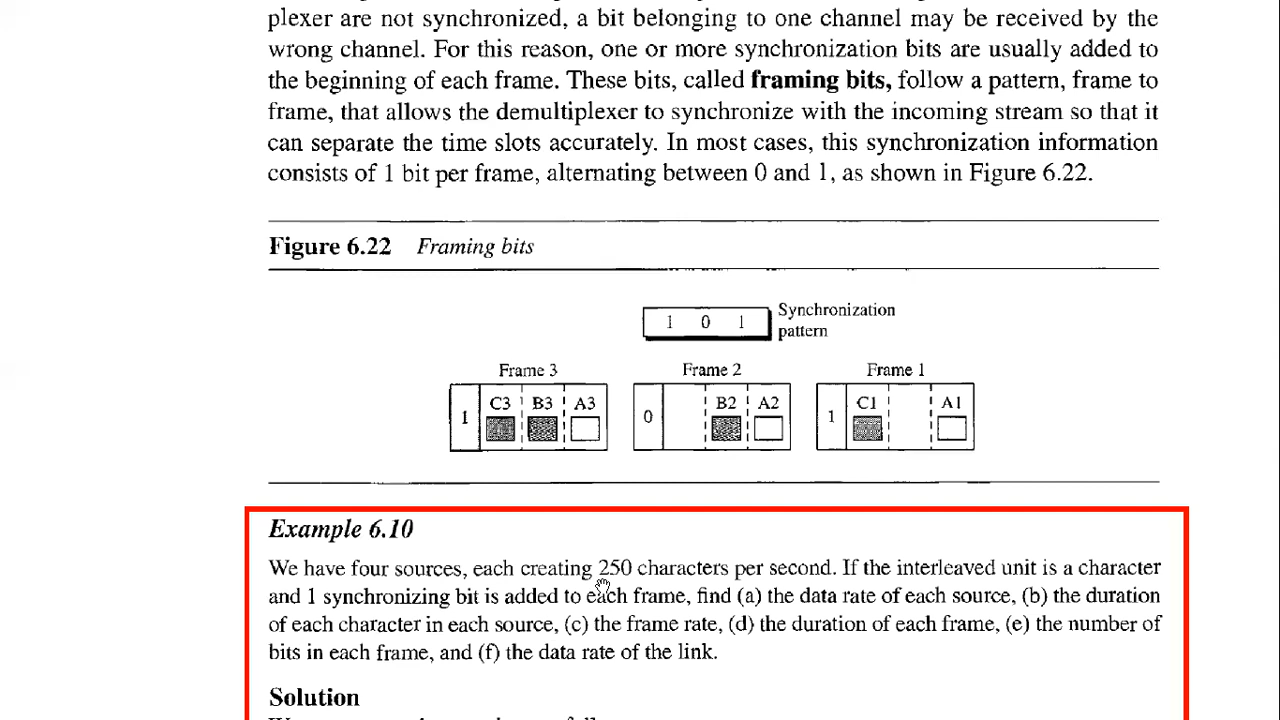 plexer are not synchronized, a bit belonging to one channel may be received by the
wrong channel. For this reason, one or more synchronization bits are usually added to
the beginning of each frame. These bits, called framing bits, follow a pattern, frame to
frame, that allows the demultiplexer to synchronize with the incoming stream so that it
can separate the time slots accurately. In most cases, this synchronization information
consists of 1 bit per frame, alternating between 0 and 1, as shown in Figure 6.22.
Figure 6.22 Framing bits
1 0 1
Synchronization
pattern
Frame 3 Frame 2 Frame 1
1 C3 B3 A3 0 B2 A2 1 C1 A1
Example 6.10
We have four sources, each creating 250 characters per second. If the interleaved unit is a character
and 1 synchronizing bit is added to each frame, find (a) the data rate of each source, (b) the duration
of each character in each source, (c) the frame rate, (d) the duration of each frame, (e) the number of
bits in each frame, and (f) the data rate of the link.
Solution